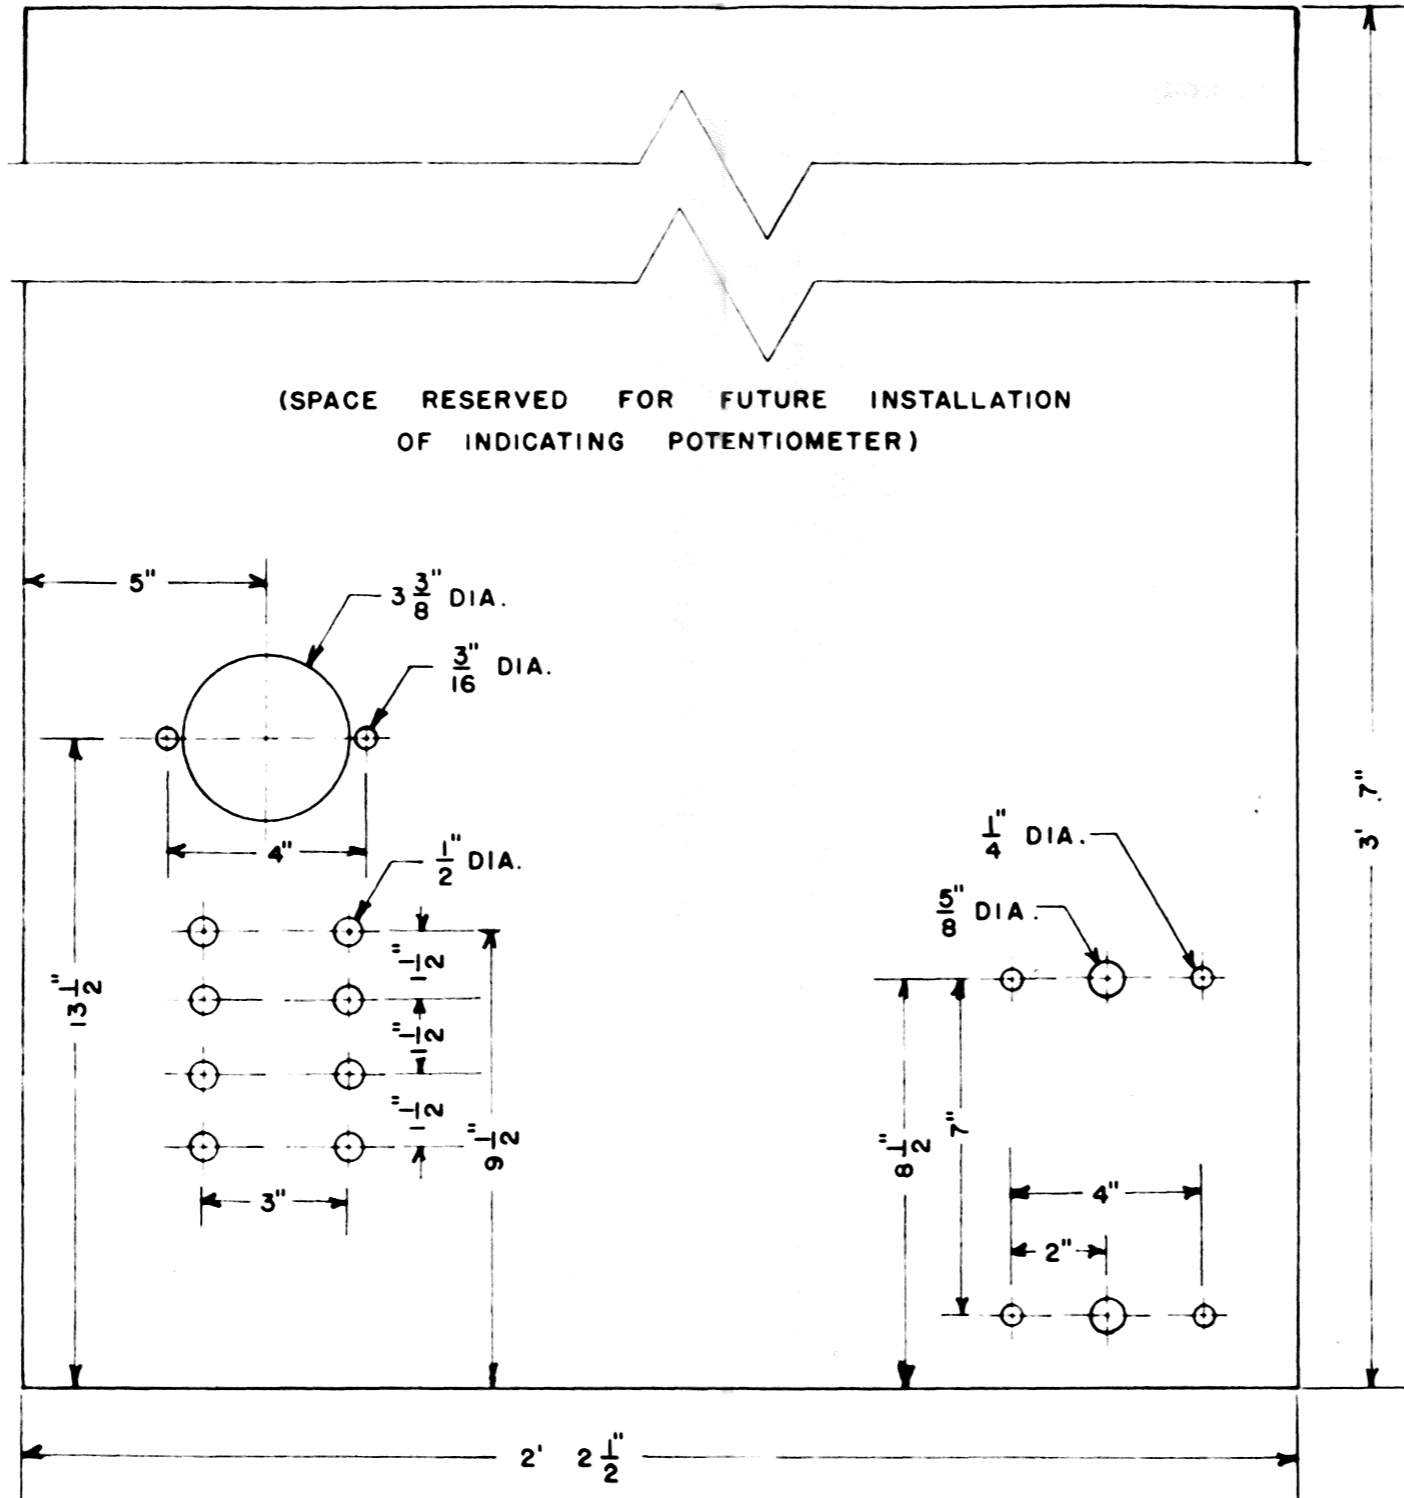 (SPACE RESERVED FOR FUTURE INSTALLATION
OF INDICATING POTENTIOMETER)
5"
3 3/8" DIA.
3/16" DIA.
4"
1/2" DIA.
1 1/2"
1 1/2"
1 1/2"
13 1/2"
9 1/2"
3"
1/4" DIA.
5/8" DIA.
8 1/2"
7"
4"
2"
3' 7"
2' 2 1/2"